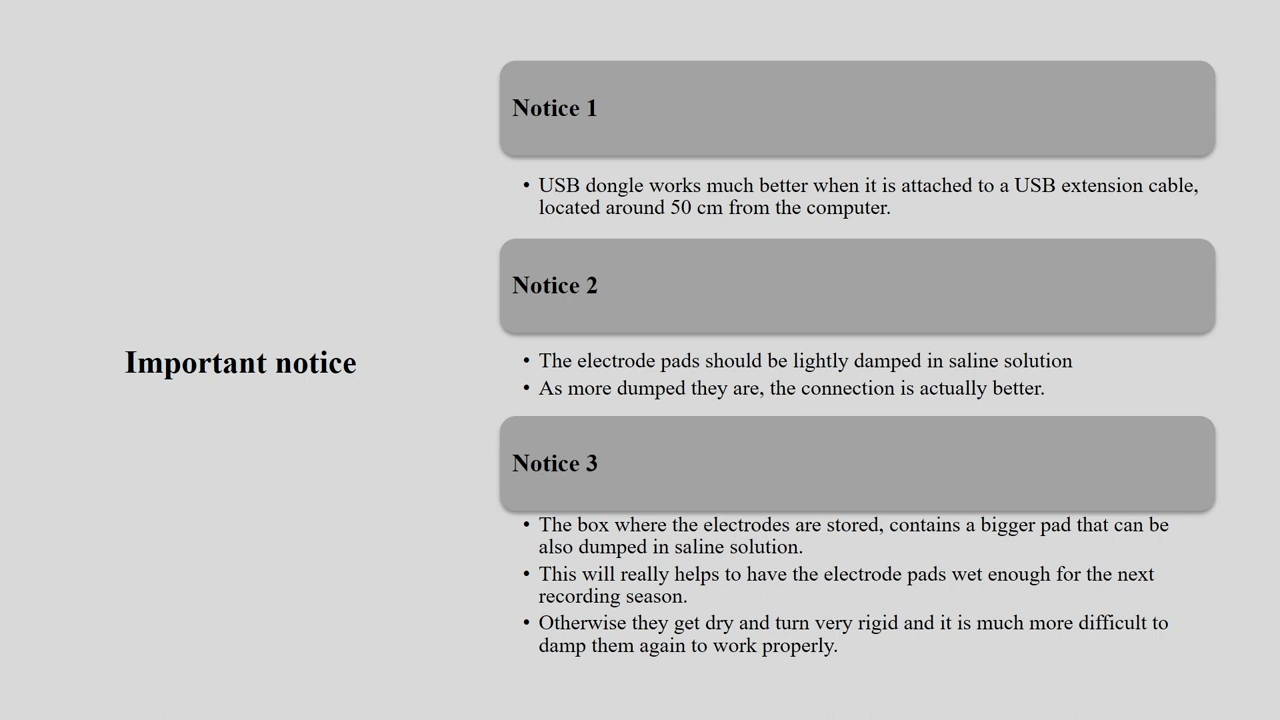 Important notice
Notice 1
• USB dongle works much better when it is attached to a USB extension cable,
located around 50 cm from the computer.
Notice 2
• The electrode pads should be lightly damped in saline solution
• As more dumped they are, the connection is actually better.
Notice 3
• The box where the electrodes are stored, contains a bigger pad that can be
also dumped in saline solution.
• This will really helps to have the electrode pads wet enough for the next
recording season.
• Otherwise they get dry and turn very rigid and it is much more difficult to
damp them again to work properly.